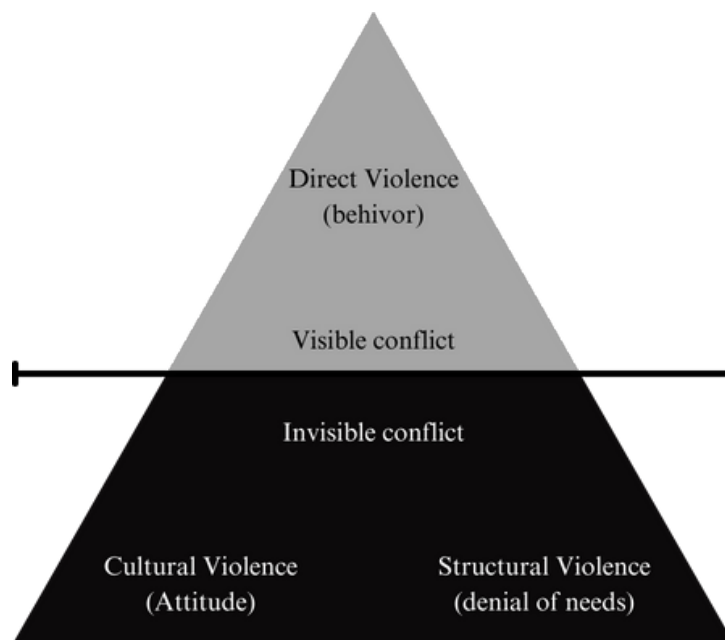 Direct Violence
(behivor)
Visible conflict
Invisible conflict
Cultural Violence
(Attitude)
Structural Violence
(denial of needs)